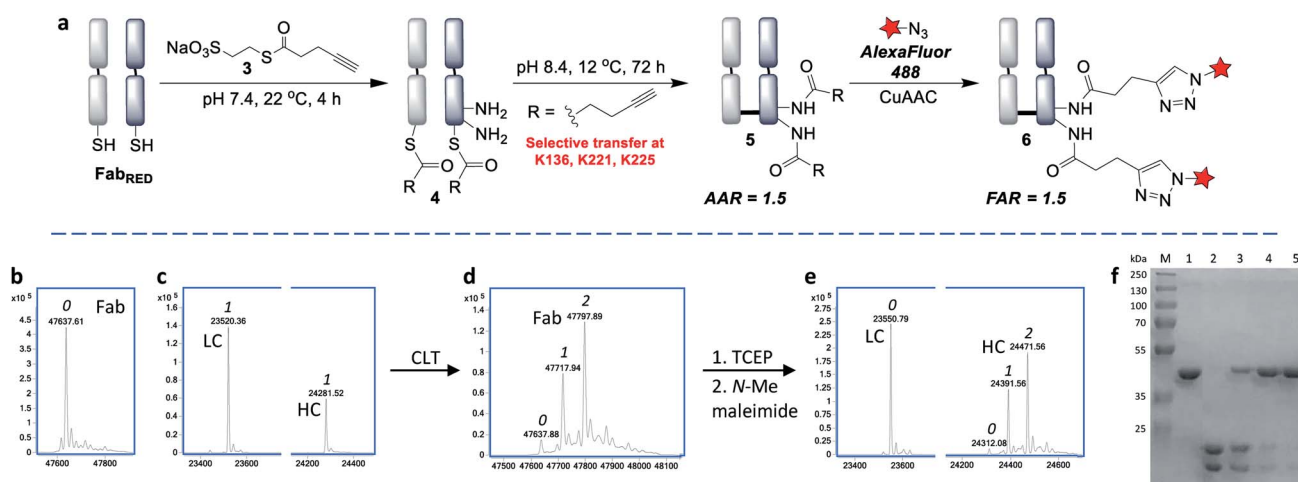 a
NaO₃S
S
O
3
pH 7.4, 22 °C, 4 h
SH
SH
Fab_RED
NH₂
NH₂
S
S
O
O
R
R
4
pH 8.4, 12 °C, 72 h
R =
Selective transfer at
K136, K221, K225
O
NH
R
NH
O
R
5
AAR = 1.5
N₃
AlexaFluor
488
CuAAC
O
NH
N
N=N
NH
O
N
N=N
6
FAR = 1.5
b
x10 ⁵
0
Fab
47637.61
4.5
4
3.5
3
2.5
2
1.5
1
0.5
0
47600
47800
c
x10 ⁵
1
23520.36
LC
1
24281.52
HC
1.6
1.4
1.2
1
0.8
0.6
0.4
0.2
0
23400
23600
24200
24400
CLT
d
x10 ⁵
2
47797.89
Fab
1
47717.94
0
47637.88
1.6
1.4
1.2
1
0.8
0.6
0.4
0.2
0
47500
47600
47700
47800
47900
48000
48100
1. TCEP
2. N-Me
maleimide
e
x10 ⁵
0
23550.79
LC
2
HC
24471.56
1
24391.56
0
24312.08
2.75
2.5
2.25
2
1.75
1.5
1.25
1
0.75
0.5
0.25
0
23400
23600
24200
24400
24600
f
kDa
M
1
2
3
4
5
250
130
100
70
55
35
25